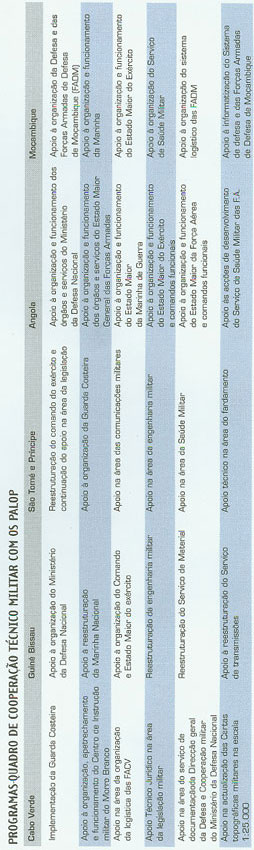 PROGRAMAS-QUADRO DE COOPERAÇÃO TÉCNICO MILITAR COM OS PALOP
Cabo Verde
Guiné Bissau
São Tomé e Príncipe
Angola
Moçambique
Implementação da Guarda Costeira
Apoio à organização do Ministério
da Defesa Nacional
Reestruturação do comando do exército e
continuação do apoio na área da legislação
Apoio à organização e funcionamento dos
órgãos e serviços do Ministério
da Defesa Nacional
Apoio à organização da Defesa e das
Forças Armadas de Defesa
de Moçambique (FADM)
Apoio à organização, apetrechamento
e funcionamento do Centro de Instrução
militar do Morro Branco
Apoio à reestruturação
da Marinha Nacional
Apoio à organização da Guarda Costeira
Apoio à organização e funcionamento
dos órgãos e serviços do Estado Maior
General das Forças Armadas
Apoio à organização e funcionamento
da Marinha
Apoio na área da organização
da logística das FACV
Apoio à organização do Comando
e Estado Maior do exército
Apoio na área das comunicações militares
Apoio à organização e funcionamento
do Estado Maior
da Marinha de Guerra
Apoio à organização e funcionamento
do Estado Maior do Exército
Apoio Técnico Jurídico na área
da legislação militar
Reestruturação da engenharia militar
Apoio na área da engenharia militar
Apoio à organização e funcionamento
do Estado Maior do Exército
e comandos funcionais
Apoio à organização do Serviço
de Saúde Militar
Apoio na área do serviço de
documentação da Direcção geral
da Defesa e Cooperação militar
do Ministério da Defesa Nacional
Reestruturação do Serviço de Material
Apoio na área da Saúde Militar
Apoio à organização e funcionamento
do Estado Maior da Força Aérea
e comandos funcionais
Apoio à organização do sistema
logístico das FADM
Apoio na actualização das Cartas
topográficas militares na escala
1:25.000
Apoio à reestruturação do Serviço
de transmissões
Apoio técnico na área do fardamento
Apoio às acções de desenvolvimento
do Serviço de Saúde Militar das F.A.
Apoio à informatização do Sistema
de defesa e das Forças Armadas
de Defesa de Moçambique